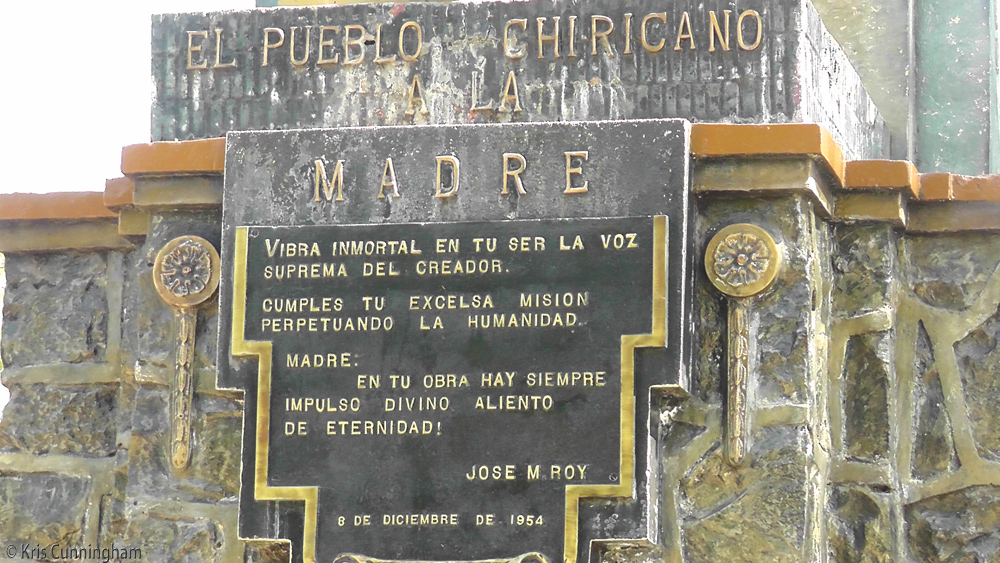 EL PUEBLO CHIRICANO
A LA
MADRE
VIBRA INMORTAL EN TU SER LA VOZ
SUPREMA DEL CREADOR.
CUMPLES TU EXCELSA MISION
PERPETUANDO LA HUMANIDAD.
MADRE:
EN TU OBRA HAY SIEMPRE
IMPULSO DIVINO ALIENTO
DE ETERNIDAD!
JOSE M. ROY
8 DE DICIEMBRE DE 1954
© Kris Cunningham